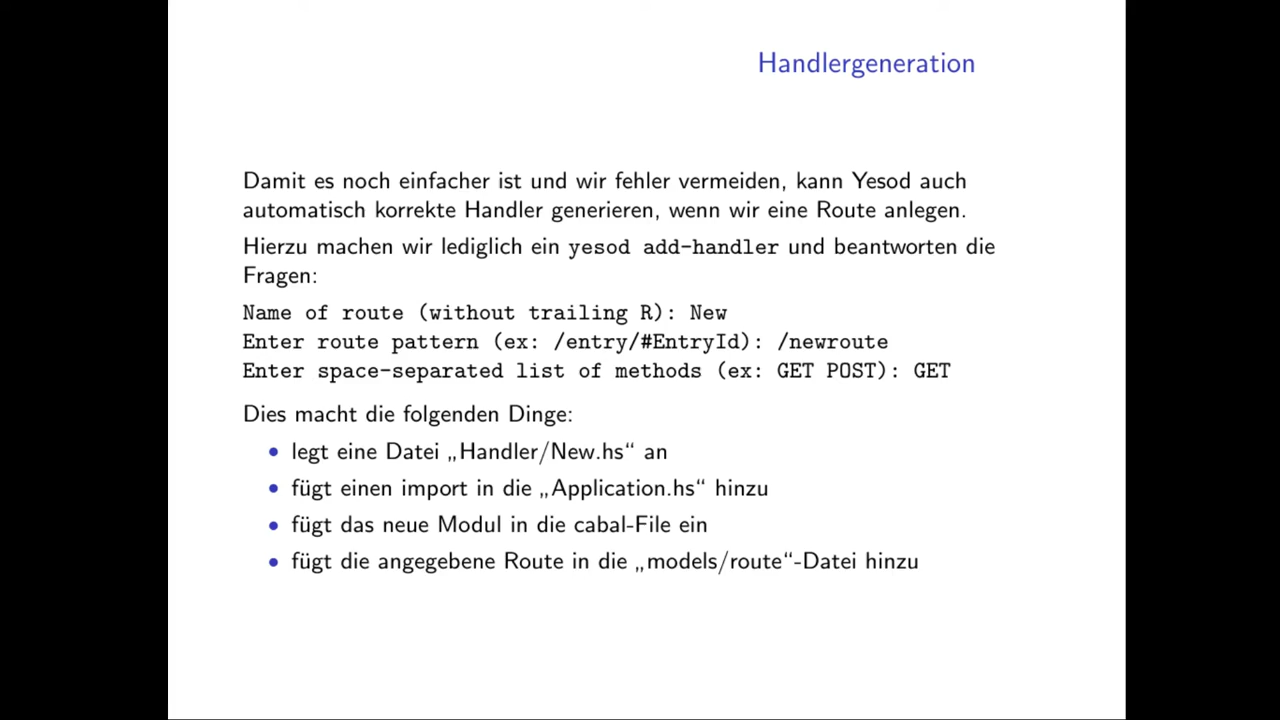 Handlergeneration
Damit es noch einfacher ist und wir fehler vermeiden, kann Yesod auch
automatisch korrekte Handler generieren, wenn wir eine Route anlegen.
Hierzu machen wir lediglich ein yesod add-handler und beantworten die
Fragen:
Name of route (without trailing R): New
Enter route pattern (ex: /entry/#EntryId): /newroute
Enter space-separated list of methods (ex: GET POST): GET
Dies macht die folgenden Dinge:
• legt eine Datei „Handler/New.hs“ an
• fügt einen import in die „Application.hs“ hinzu
• fügt das neue Modul in die cabal-File ein
• fügt die angegebene Route in die „models/route“-Datei hinzu